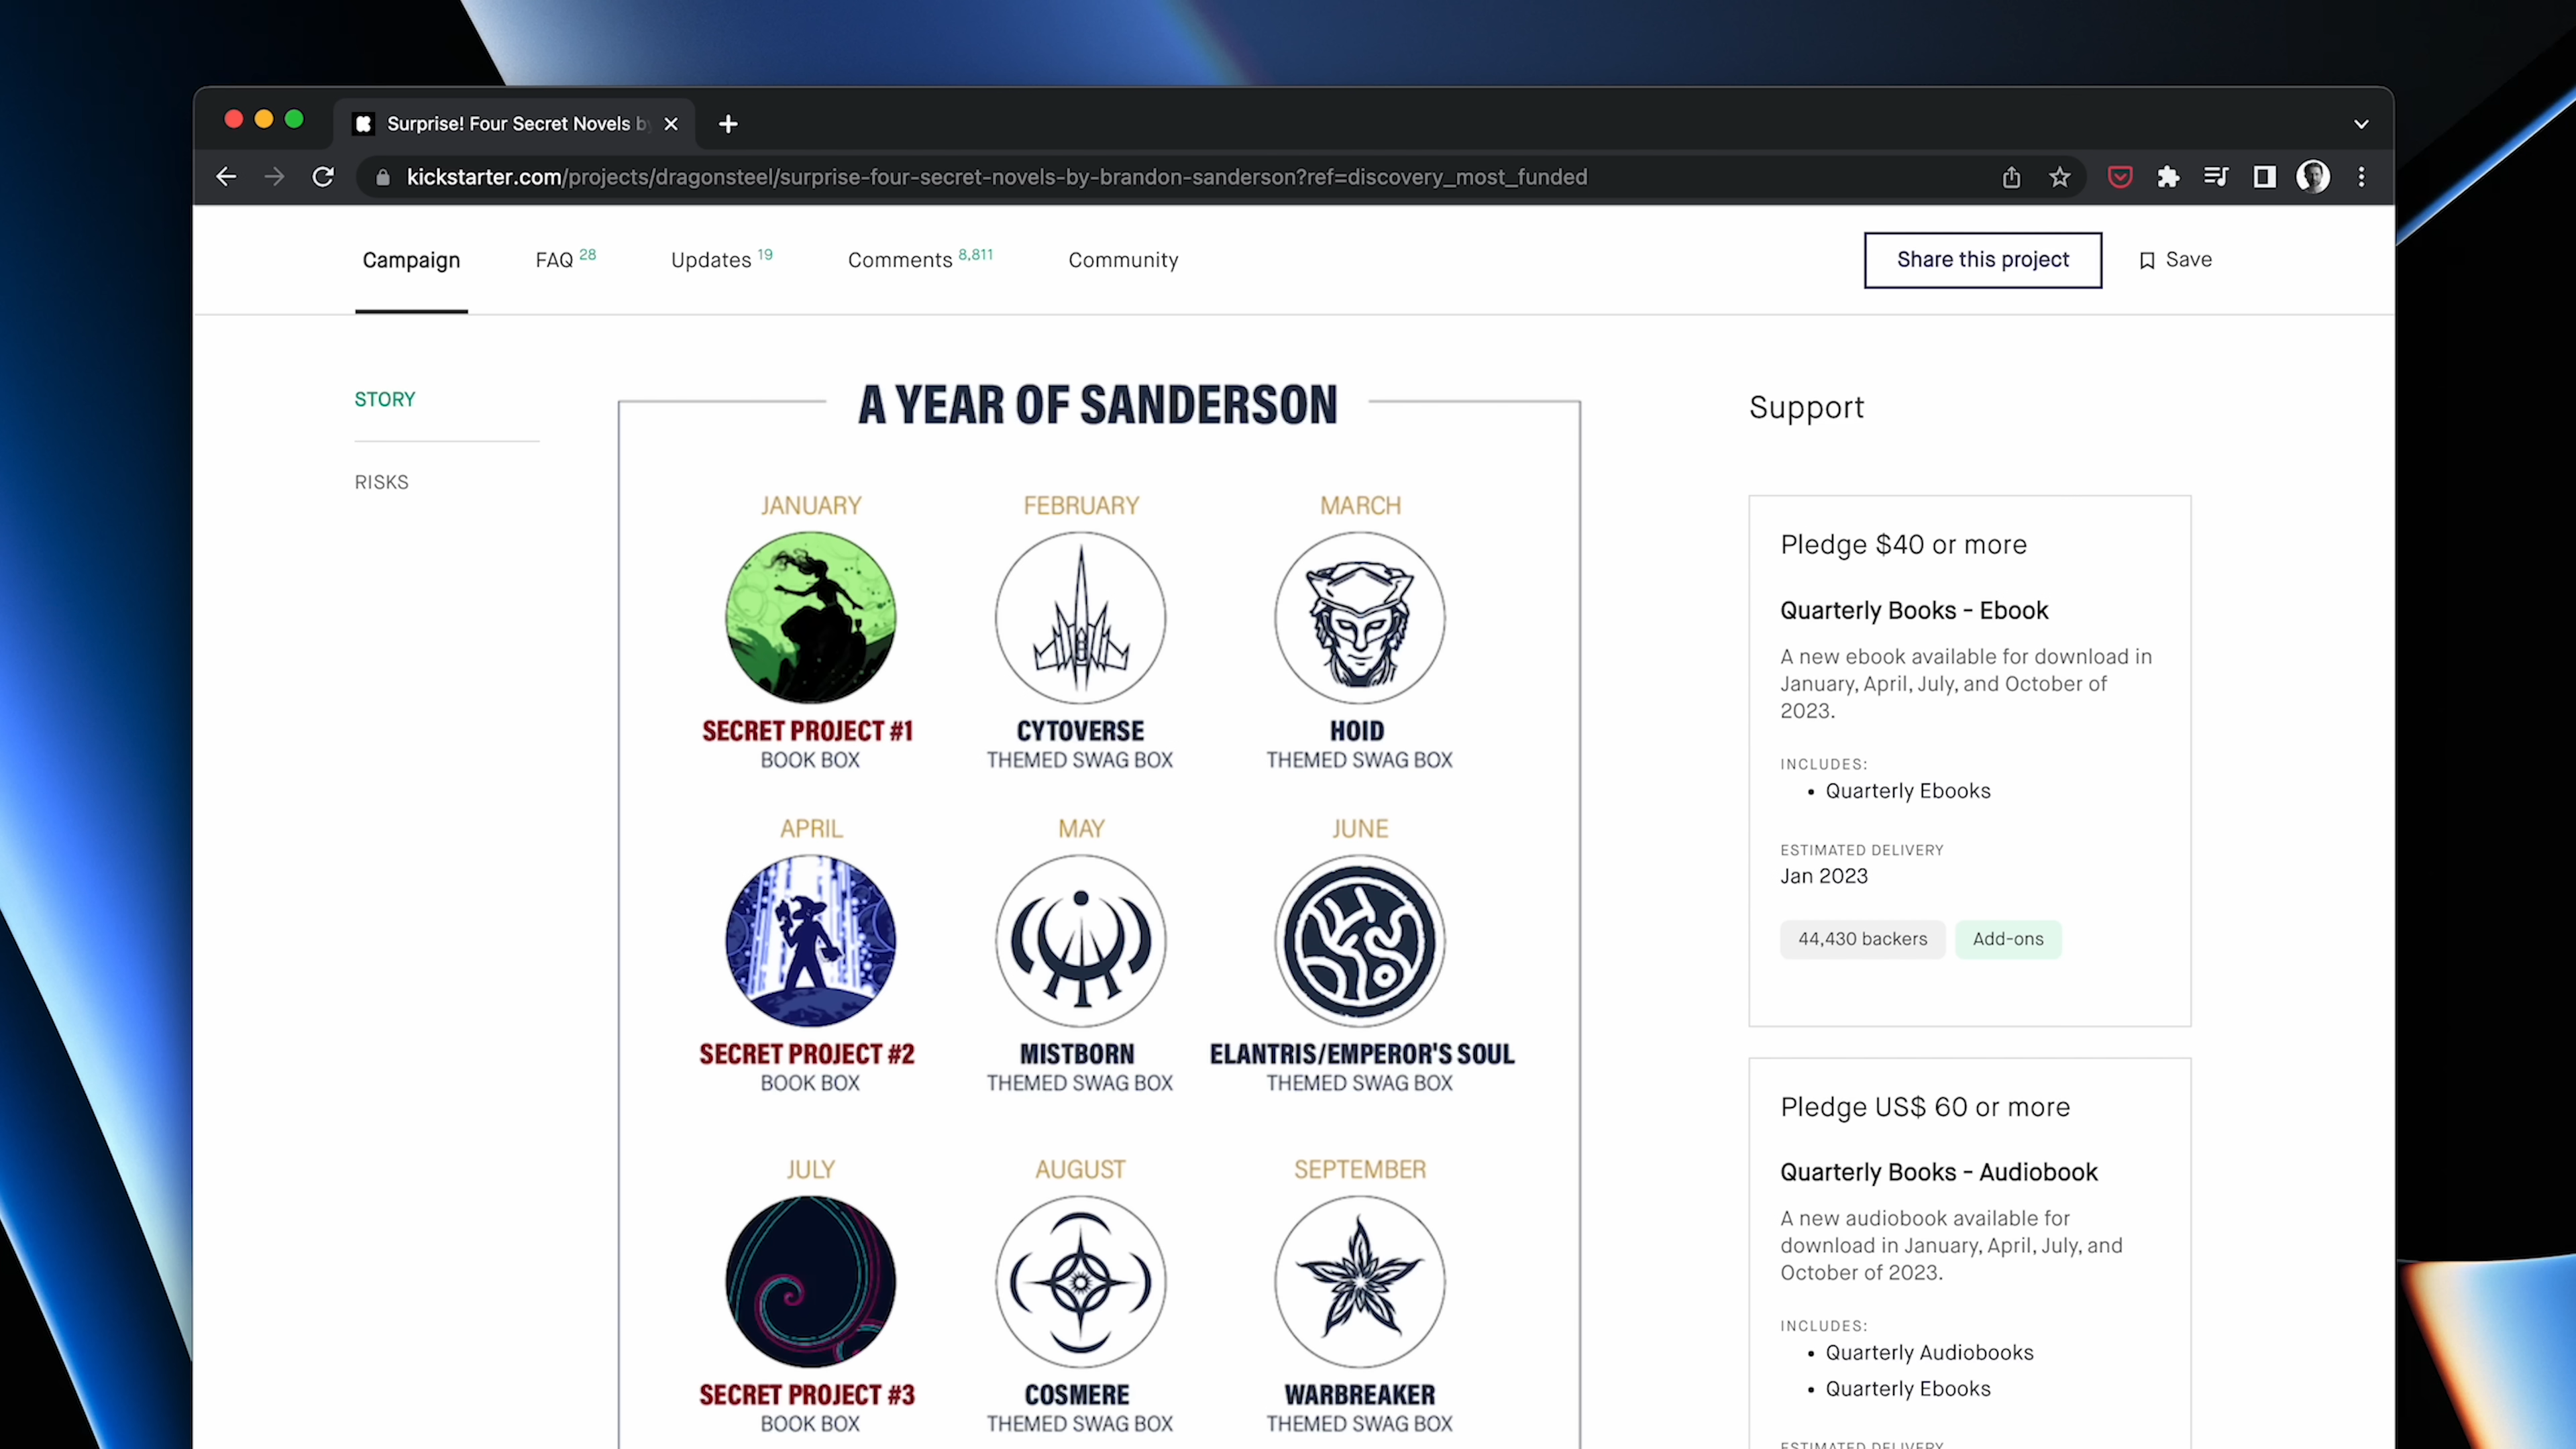 Surprise! Four Secret Novels by
kickstarter.com/projects/dragonsteel/surprise-four-secret-novels-by-brandon-sanderson?ref=discovery_most_funded
Campaign
FAQ 28
Updates 19
Comments 8,811
Community
Share this project
Save
STORY
RISKS
A YEAR OF SANDERSON
JANUARY
SECRET PROJECT #1
BOOK BOX
FEBRUARY
CYTOVERSE
THEMED SWAG BOX
MARCH
HOID
THEMED SWAG BOX
APRIL
SECRET PROJECT #2
BOOK BOX
MAY
MISTBORN
THEMED SWAG BOX
JUNE
ELANTRIS/EMPEROR'S SOUL
THEMED SWAG BOX
JULY
SECRET PROJECT #3
BOOK BOX
AUGUST
COSMERE
THEMED SWAG BOX
SEPTEMBER
WARBREAKER
THEMED SWAG BOX
Support
Pledge $40 or more
Quarterly Books - Ebook
A new ebook available for download in
January, April, July, and October of
2023.
INCLUDES:
• Quarterly Ebooks
ESTIMATED DELIVERY
Jan 2023
44,430 backers
Add-ons
Pledge US$ 60 or more
Quarterly Books - Audiobook
A new audiobook available for
download in January, April, July, and
October of 2023.
INCLUDES:
• Quarterly Audiobooks
• Quarterly Ebooks
ESTIMATED DELIVERY